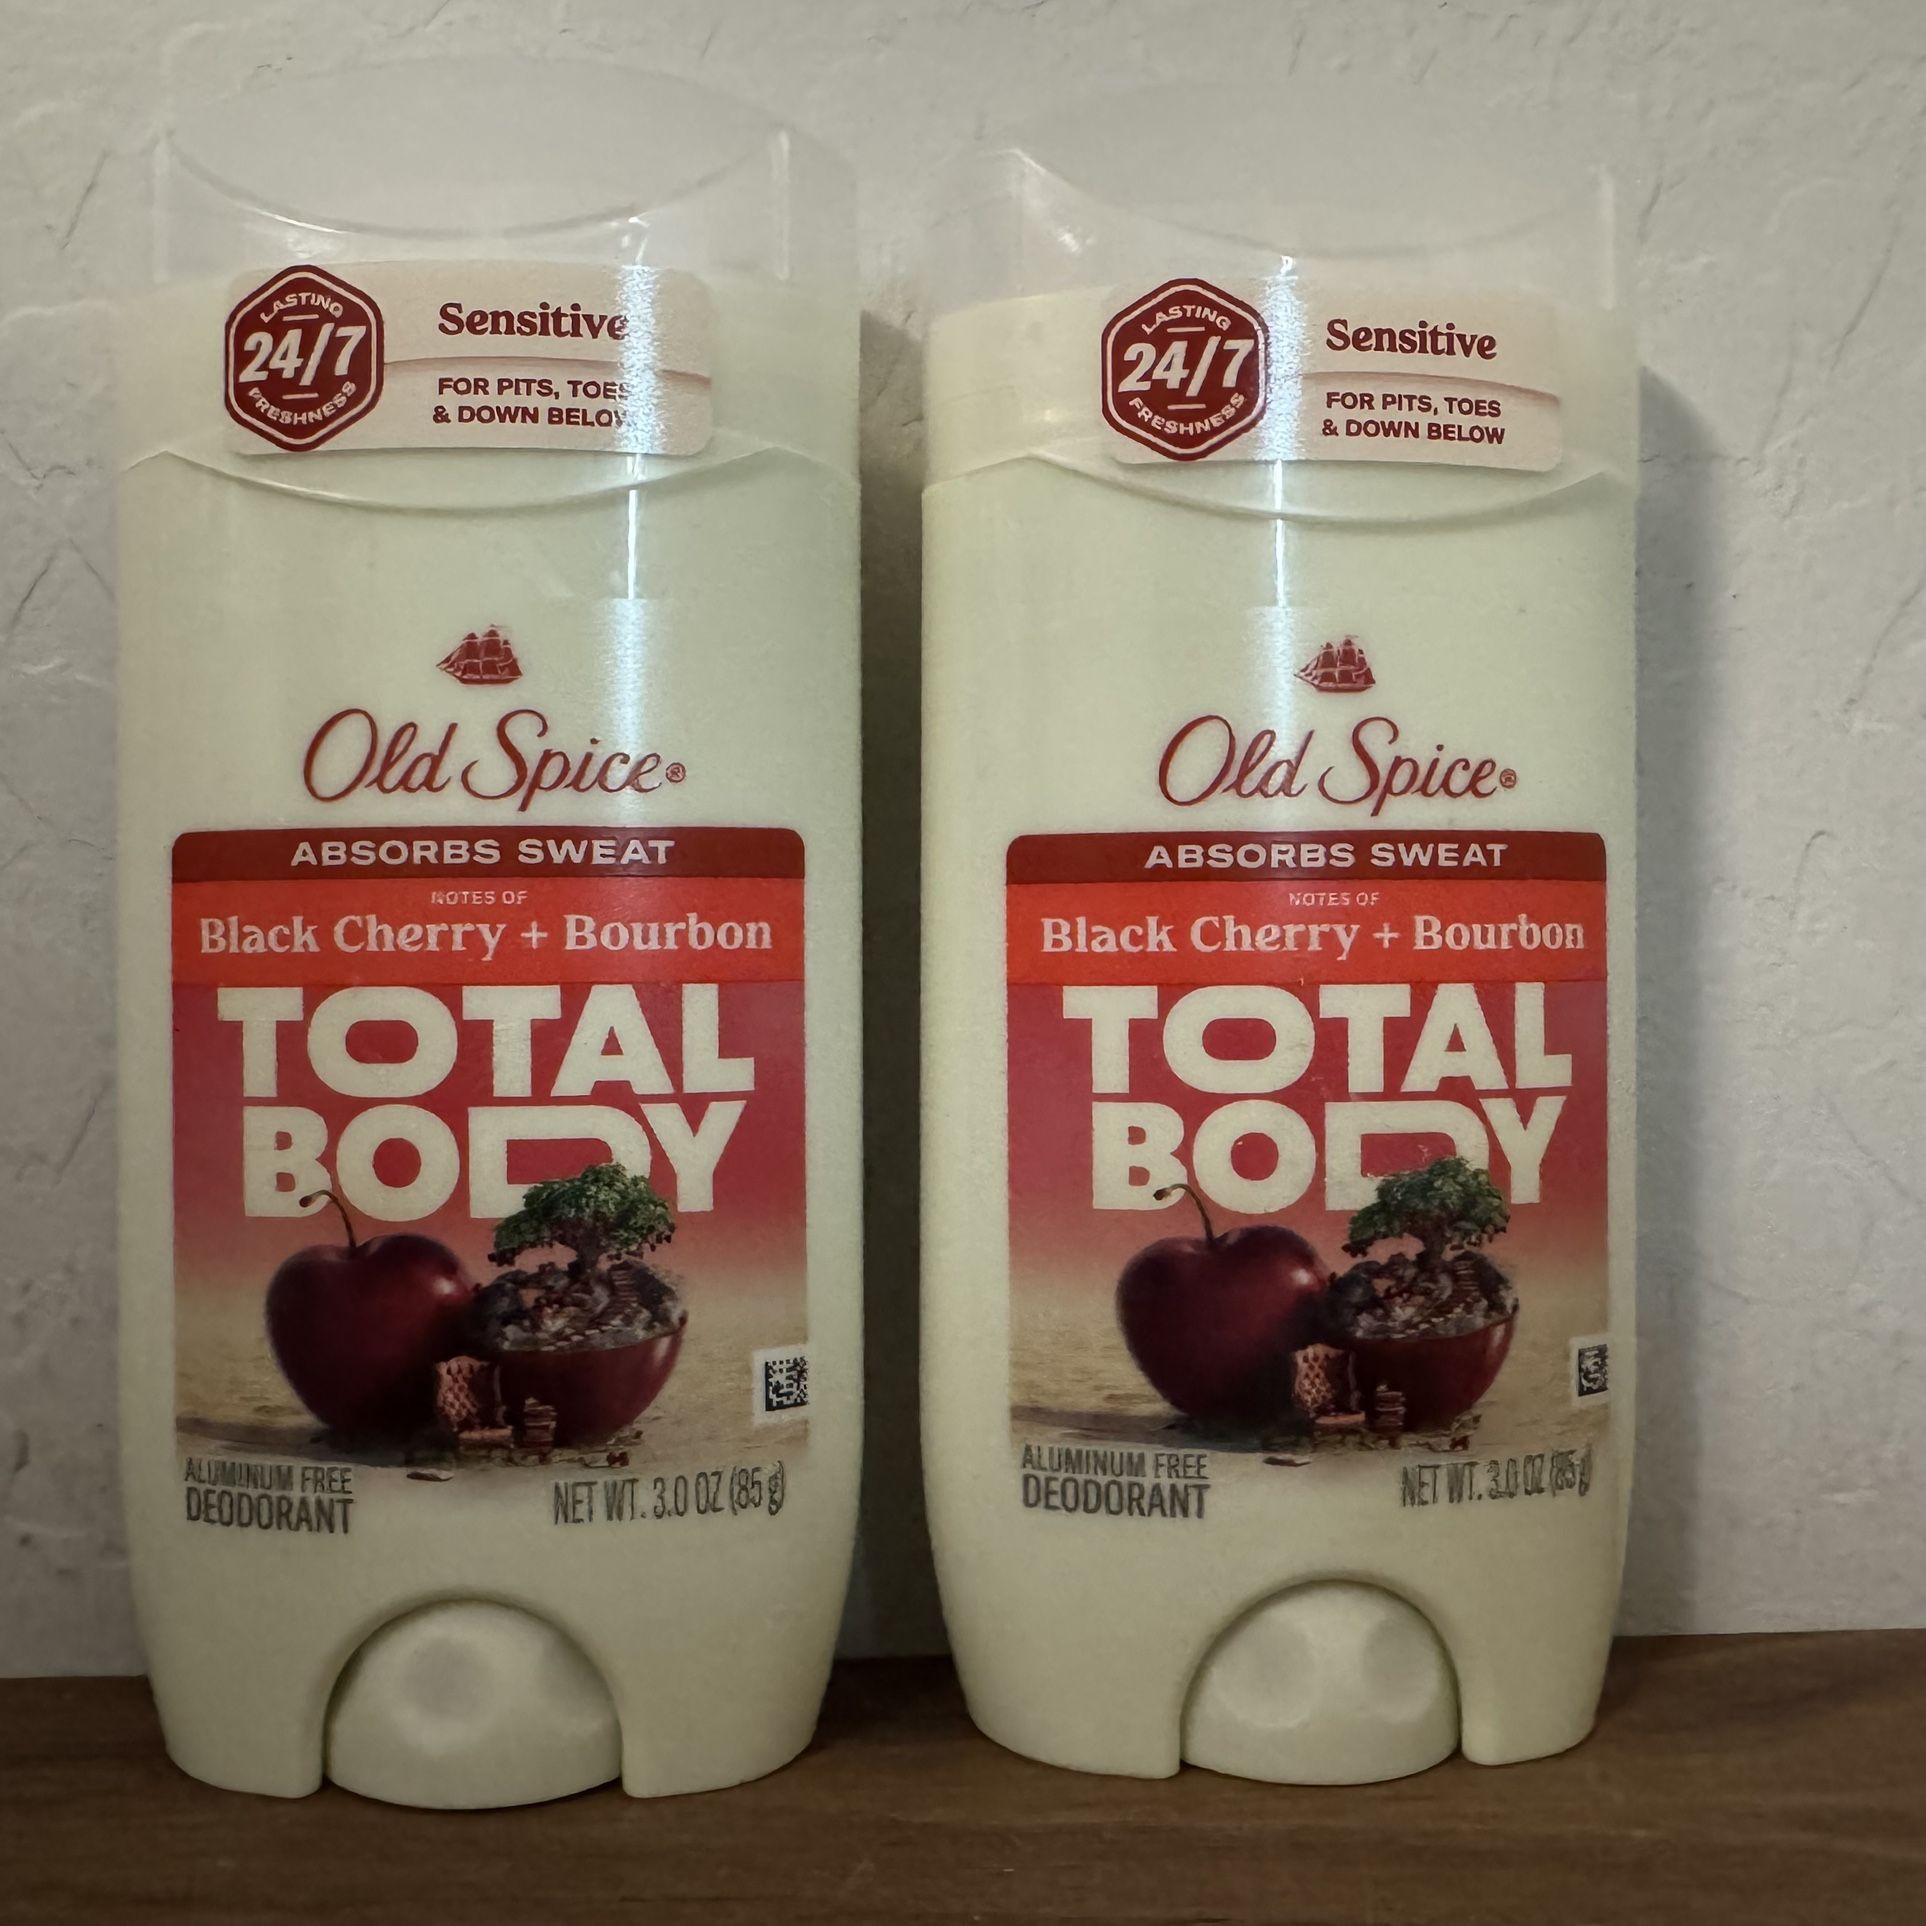 LASTING
24/7
FRESHNESS
Sensitive
FOR PITS, TOES
& DOWN BELOW
Old Spice®
ABSORBS SWEAT
NOTES OF
Black Cherry + Bourbon
TOTAL
BODY
ALUMINUM FREE
DEODORANT
NET WT. 3.0 OZ (85 g)
LASTING
24/7
FRESHNESS
Sensitive
FOR PITS, TOES
& DOWN BELOW
Old Spice®
ABSORBS SWEAT
NOTES OF
Black Cherry + Bourbon
TOTAL
BODY
ALUMINUM FREE
DEODORANT
NET WT. 3.0 OZ (85 g)